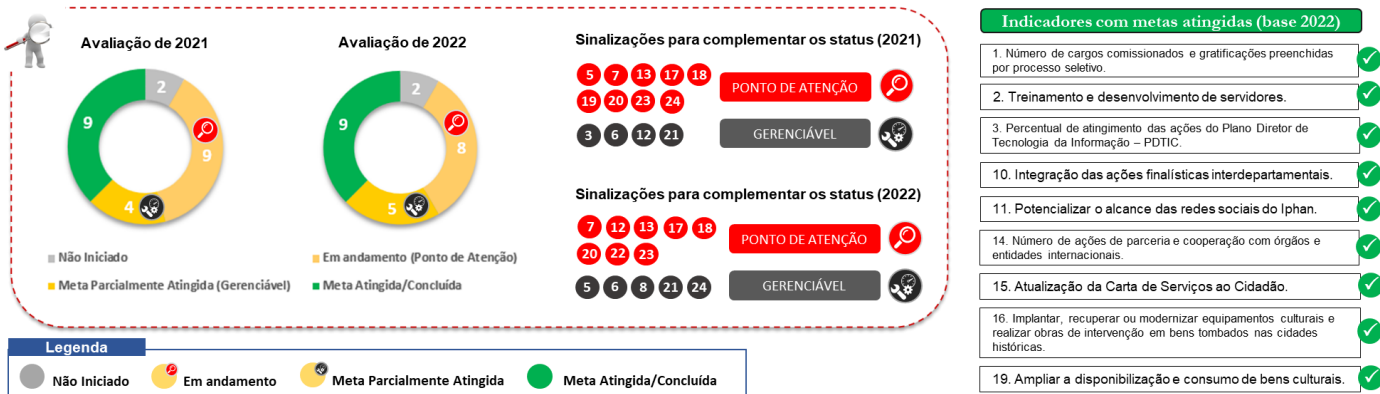 Avaliação de 2021
2
9
4
9
Avaliação de 2022
2
8
5
9
Não Iniciado
Em andamento (Ponto de Atenção)
Meta Parcialmente Atingida (Gerenciável)
Meta Atingida/Concluída
Sinalizações para complementar os status (2021)
5 7 13 17 18
19 20 23 24
PONTO DE ATENÇÃO
3 6 12 21
GERENCIÁVEL
Sinalizações para complementar os status (2022)
7 12 13 17 18
20 22 23
PONTO DE ATENÇÃO
5 6 8 21 24
GERENCIÁVEL
Legenda
Não Iniciado
Em andamento
Meta Parcialmente Atingida
Meta Atingida/Concluída
Indicadores com metas atingidas (base 2022)
1. Número de cargos comissionados e gratificações preenchidas
por processo seletivo.
2. Treinamento e desenvolvimento de servidores.
3. Percentual de atingimento das ações do Plano Diretor de
Tecnologia da Informação – PDTIC.
10. Integração das ações finalísticas interdepartamentais.
11. Potencializar o alcance das redes sociais do Iphan.
14. Número de ações de parceria e cooperação com órgãos e
entidades internacionais.
15. Atualização da Carta de Serviços ao Cidadão.
16. Implantar, recuperar ou modernizar equipamentos culturais e
realizar obras de intervenção em bens tombados nas cidades
históricas.
19. Ampliar a disponibilização e consumo de bens culturais.